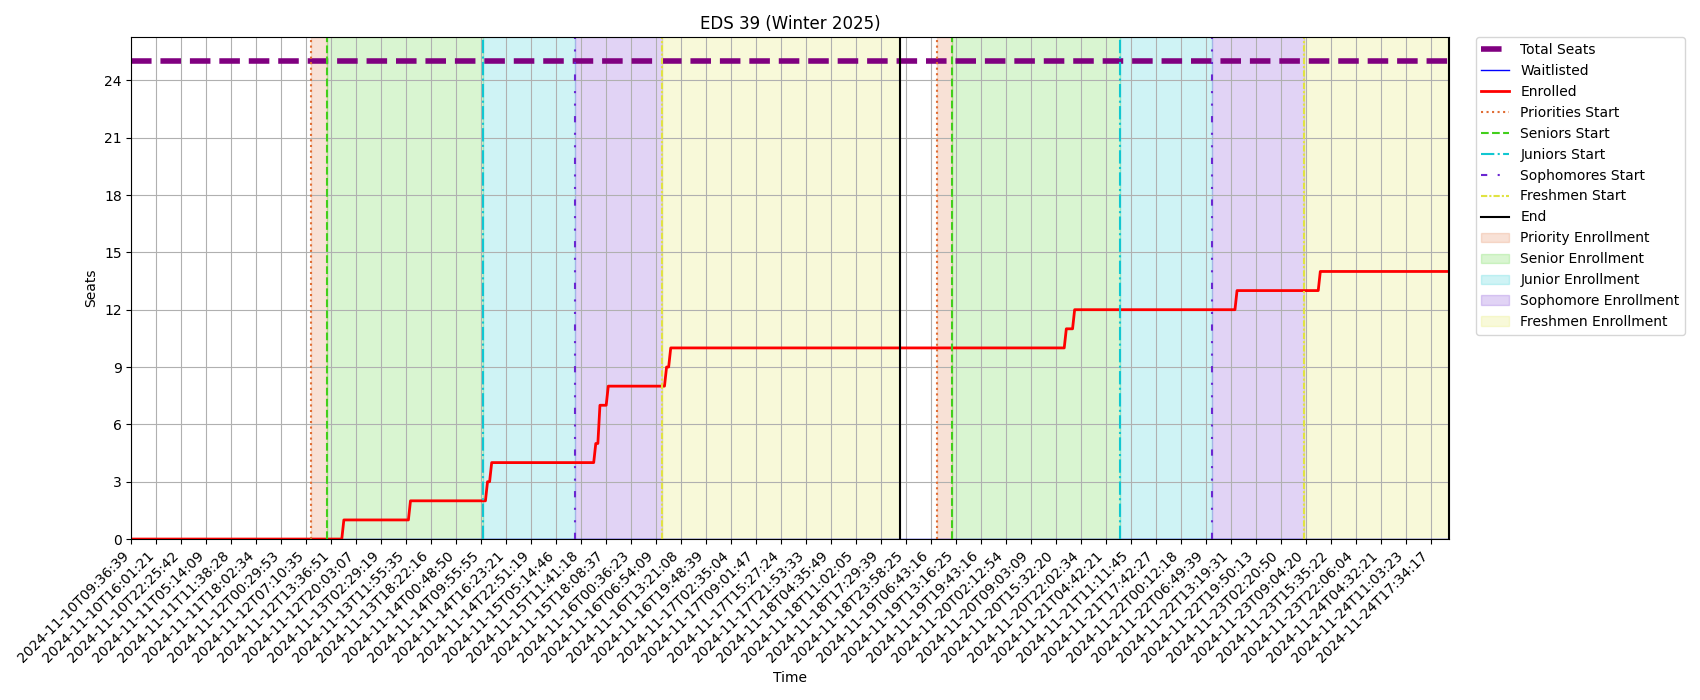 EDS 39 (Winter 2025)
Seats
24
21
18
15
12
9
6
3
0
2024-11-10T09:36:39
2024-11-10T16:01:21
2024-11-10T22:25:42
2024-11-11T05:14:09
2024-11-11T11:38:28
2024-11-11T18:02:34
2024-11-12T00:29:53
2024-11-12T07:10:35
2024-11-12T13:36:51
2024-11-12T20:03:07
2024-11-13T02:29:19
2024-11-13T11:55:35
2024-11-13T18:22:16
2024-11-14T00:48:50
2024-11-14T09:55:55
2024-11-14T16:23:21
2024-11-14T22:51:19
2024-11-15T05:14:46
2024-11-15T11:41:18
2024-11-15T18:08:37
2024-11-16T00:36:23
2024-11-16T06:54:09
2024-11-16T13:21:08
2024-11-16T19:48:39
2024-11-17T02:35:04
2024-11-17T09:01:47
2024-11-17T15:27:24
2024-11-17T21:53:33
2024-11-18T04:35:49
2024-11-18T11:02:05
2024-11-18T17:29:39
2024-11-18T23:58:25
2024-11-19T06:43:16
2024-11-19T13:16:25
2024-11-19T19:43:16
2024-11-20T02:12:54
2024-11-20T09:03:09
2024-11-20T15:32:20
2024-11-20T22:02:34
2024-11-21T04:42:21
2024-11-21T11:11:45
2024-11-21T17:42:27
2024-11-22T00:12:18
2024-11-22T06:49:39
2024-11-22T13:19:31
2024-11-22T19:50:13
2024-11-23T02:20:50
2024-11-23T09:04:20
2024-11-23T15:35:22
2024-11-23T22:06:04
2024-11-24T04:32:21
2024-11-24T11:03:23
2024-11-24T17:34:17
Time
Total Seats
Waitlisted
Enrolled
Priorities Start
Seniors Start
Juniors Start
Sophomores Start
Freshmen Start
End
Priority Enrollment
Senior Enrollment
Junior Enrollment
Sophomore Enrollment
Freshmen Enrollment